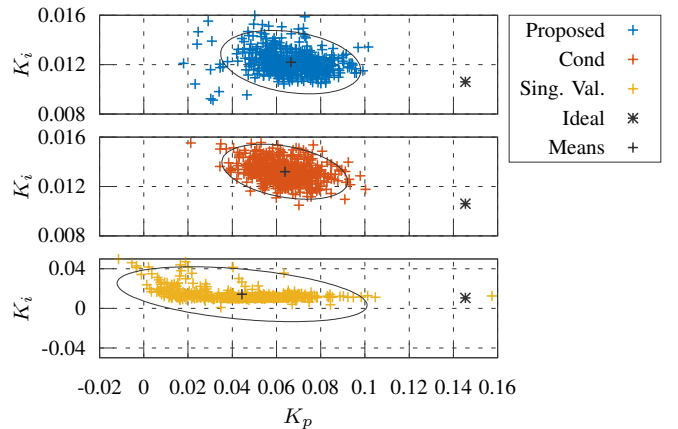 0.016
0.012
0.008
K_i
0.016
0.012
0.008
K_i
0.04
0
-0.04
K_i
-0.02 0 0.02 0.04 0.06 0.08 0.1 0.12 0.14 0.16
K_p
Proposed
Cond
Sing. Val.
Ideal
Means